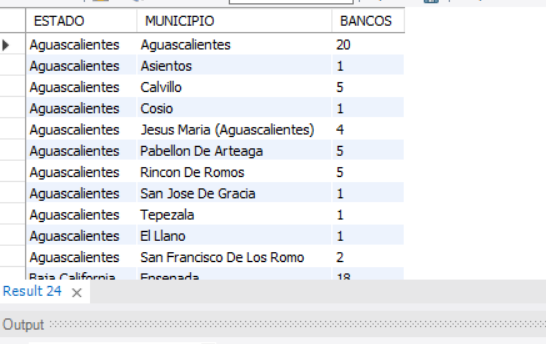 ESTADO MUNICIPIO BANCOS
Aguascalientes Aguascalientes 20
Aguascalientes Asientos 1
Aguascalientes Calvillo 5
Aguascalientes Cosio 1
Aguascalientes Jesus Maria (Aguascalientes) 4
Aguascalientes Pabellon De Arteaga 5
Aguascalientes Rincon De Romos 5
Aguascalientes San Jose De Gracia 1
Aguascalientes Tepezala 1
Aguascalientes El Llano 1
Aguascalientes San Francisco De Los Romo 2
Baja California Ensenada 18
Result 24
Output